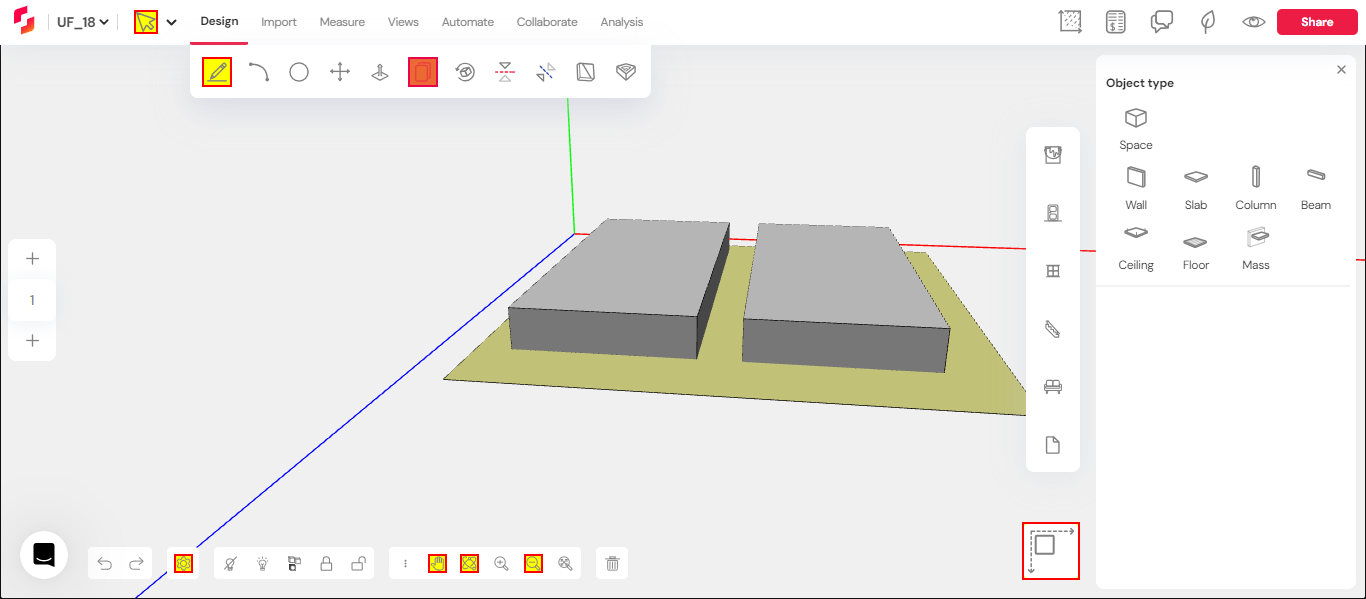 UF_18
Design Import Measure Views Automate Collaborate Analysis
Share
Object type
Space
Wall Slab Column Beam
Ceiling Floor Mass
1